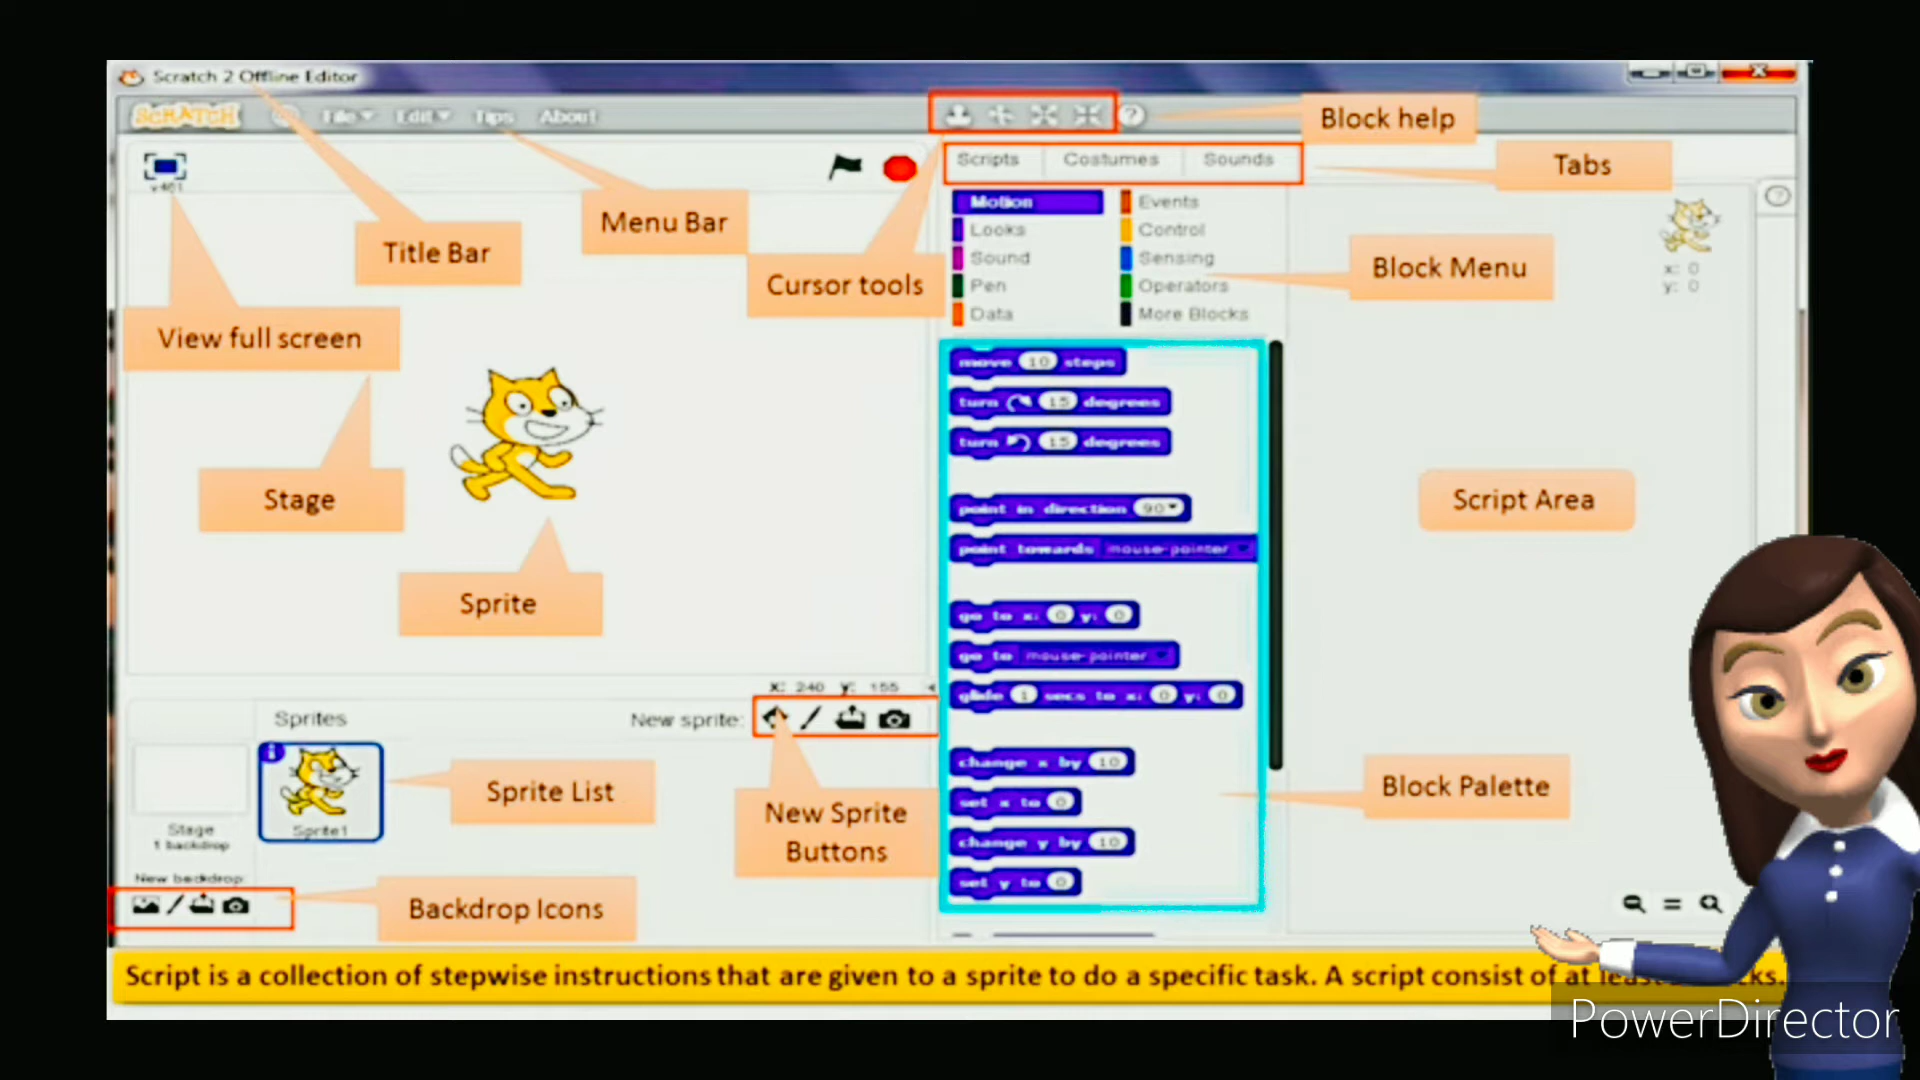 Scratch 2 Offline Editor
SCRATCH
File Edit Tips About
Block help
Scripts Costumes Sounds
Tabs
v461
Motion
Looks
Sound
Pen
Data
Events
Control
Sensing
Operators
More Blocks
Menu Bar
Title Bar
Cursor tools
Block Menu
x: 0
y: 0
View full screen
move 10 steps
turn 15 degrees
turn 15 degrees
Stage
point in direction 90
Script Area
point towards mouse-pointer
Sprite
go to x: 0 y: 0
go to mouse-pointer
glide 1 secs to x: 0 y: 0
x: 240 y: 155
Sprites
New sprite:
change x by 10
set x to 0
change y by 10
set y to 0
Block Palette
Sprite List
New Sprite
Buttons
Sprite1
Stage
1 backdrop
New backdrop:
Backdrop Icons
Script is a collection of stepwise instructions that are given to a sprite to do a specific task. A script consist of at
PowerDirector